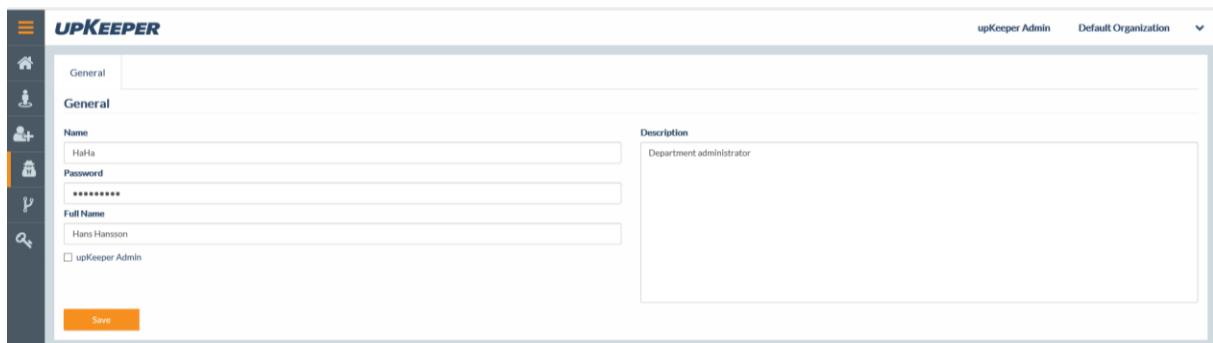 upKeeper
upKeeper Admin Default Organization
General
General
Name
HaHa
Password
•••••••••
Full Name
Hans Hansson
upKeeper Admin
Save
Description
Department administrator